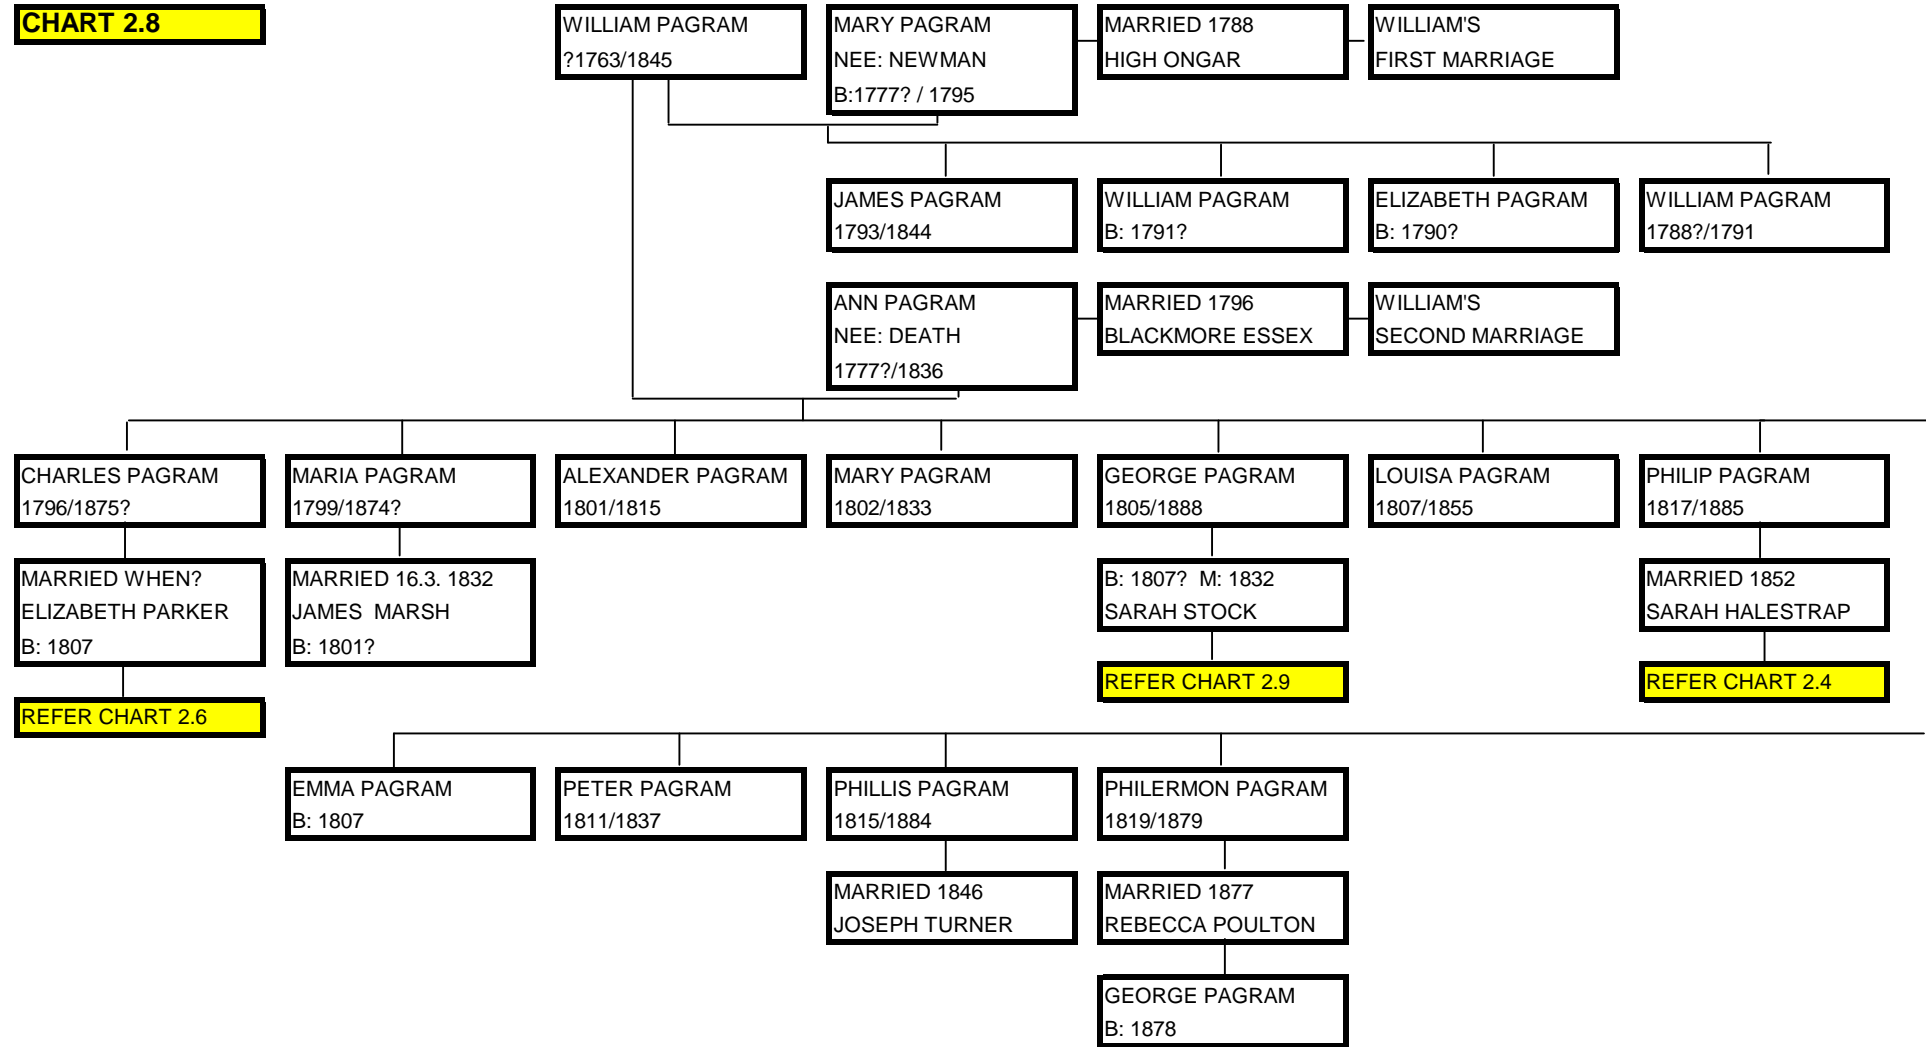 CHART 2.8
WILLIAM PAGRAM
?1763/1845
MARY PAGRAM
NEE: NEWMAN
B:1777? / 1795
MARRIED 1788
HIGH ONGAR
WILLIAM'S
FIRST MARRIAGE
JAMES PAGRAM
1793/1844
WILLIAM PAGRAM
B: 1791?
ELIZABETH PAGRAM
B: 1790?
WILLIAM PAGRAM
1788?/1791
ANN PAGRAM
NEE: DEATH
1777?/1836
MARRIED 1796
BLACKMORE ESSEX
WILLIAM'S
SECOND MARRIAGE
CHARLES PAGRAM
1796/1875?
MARIA PAGRAM
1799/1874?
ALEXANDER PAGRAM
1801/1815
MARY PAGRAM
1802/1833
GEORGE PAGRAM
1805/1888
LOUISA PAGRAM
1807/1855
PHILIP PAGRAM
1817/1885
MARRIED WHEN?
ELIZABETH PARKER
B: 1807
MARRIED 16.3. 1832
JAMES  MARSH
B: 1801?
B: 1807?  M: 1832
SARAH STOCK
MARRIED 1852
SARAH HALESTRAP
REFER CHART 2.6
REFER CHART 2.9
REFER CHART 2.4
EMMA PAGRAM
B: 1807
PETER PAGRAM
1811/1837
PHILLIS PAGRAM
1815/1884
PHILERMON PAGRAM
1819/1879
MARRIED 1846
JOSEPH TURNER
MARRIED 1877
REBECCA POULTON
GEORGE PAGRAM
B: 1878